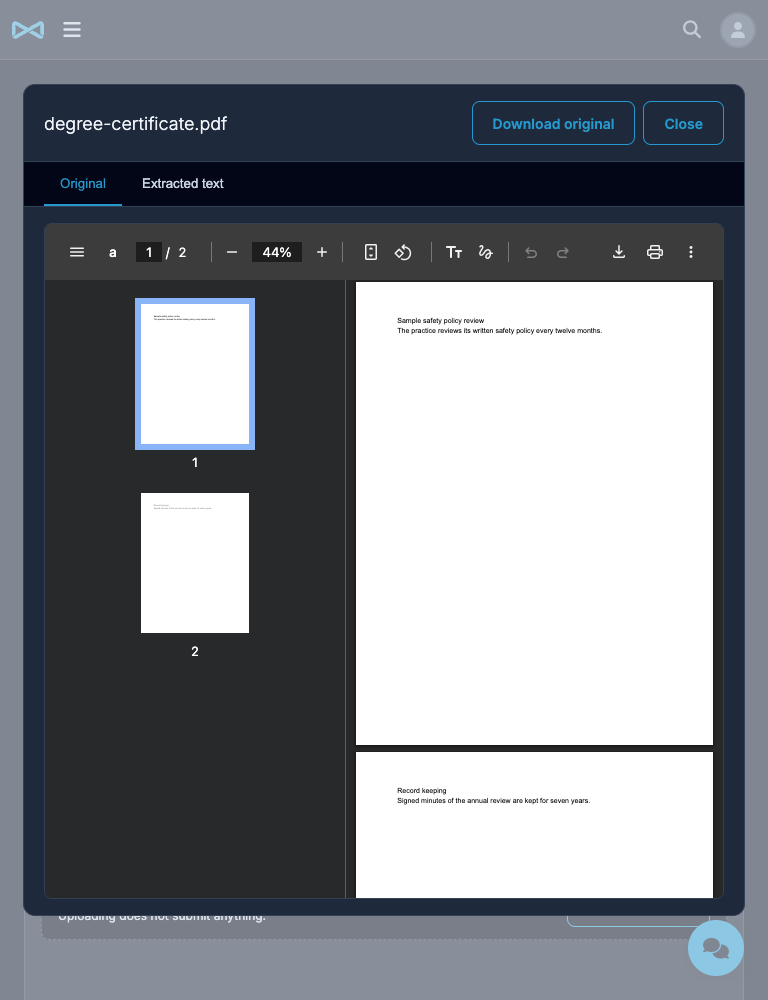 degree-certificate.pdf
Download original
Close
Original
Extracted text
a
1 / 2
44%
Sample safety policy review
The practice reviews its written safety policy every twelve months.
1
2
Record keeping
Signed minutes of the annual review are kept for seven years.
Uploading does not submit anything.